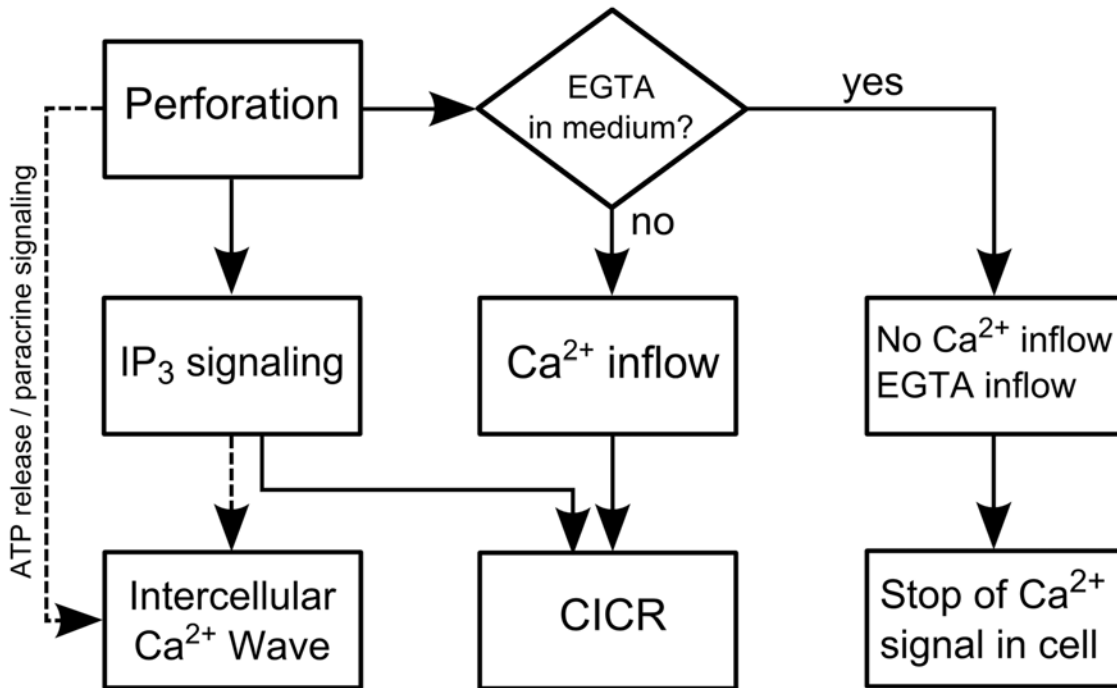 Perforation
EGTA
in medium?
yes
no
ATP release / paracrine signaling
IP₃ signaling
Ca²⁺ inflow
No Ca²⁺ inflow
EGTA inflow
Intercellular
Ca²⁺ Wave
CICR
Stop of Ca²⁺
signal in cell